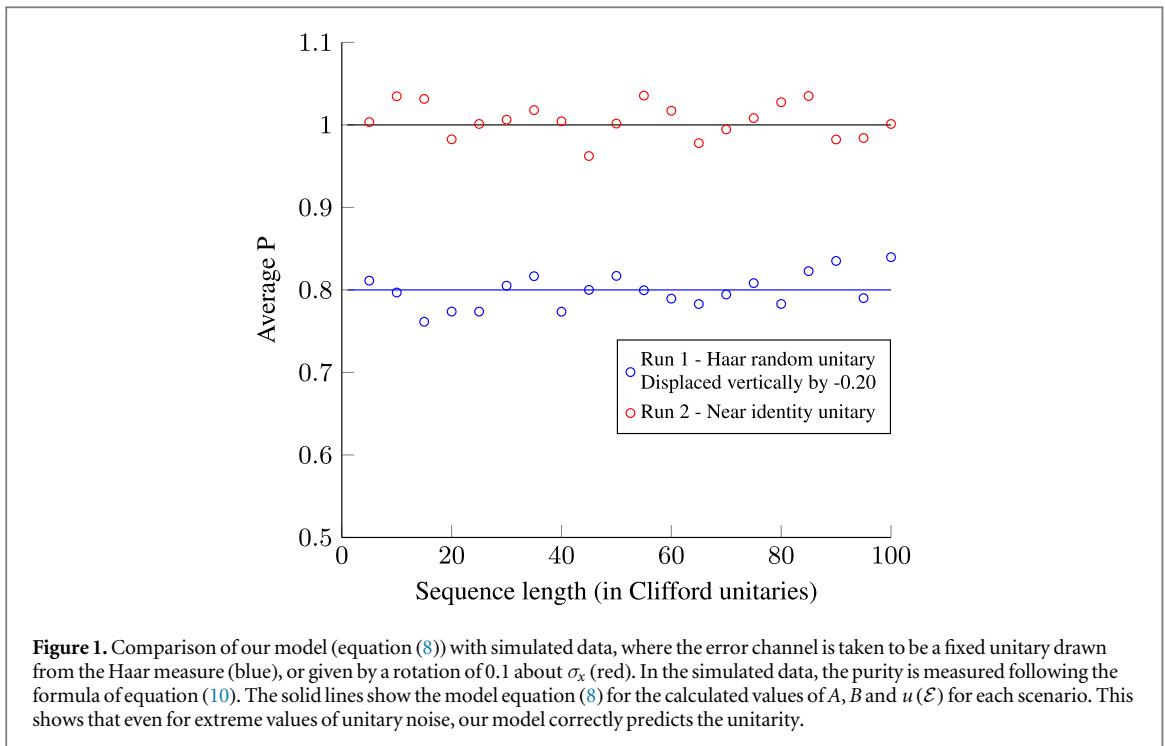 1.1
1
0.9
0.8
0.7
0.6
0.5
Average P
Run 1 - Haar random unitary
Displaced vertically by -0.20
Run 2 - Near identity unitary
0 20 40 60 80 100
Sequence length (in Clifford unitaries)
Figure 1. Comparison of our model (equation (8)) with simulated data, where the error channel is taken to be a fixed unitary drawn
from the Haar measure (blue), or given by a rotation of 0.1 about σₓ (red). In the simulated data, the purity is measured following the
formula of equation (10). The solid lines show the model equation (8) for the calculated values of A, B and u (ℰ) for each scenario. This
shows that even for extreme values of unitary noise, our model correctly predicts the unitarity.